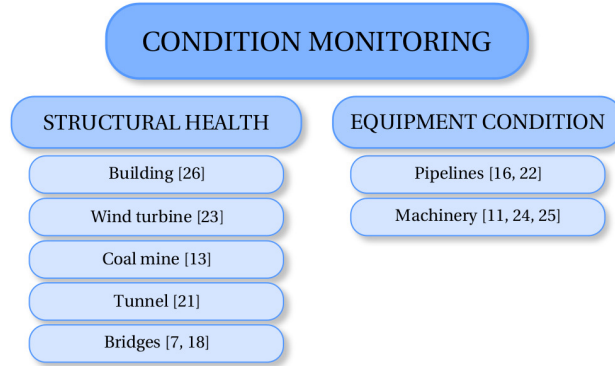 CONDITION MONITORING
STRUCTURAL HEALTH
Building [26]
Wind turbine [23]
Coal mine [13]
Tunnel [21]
Bridges [7, 18]
EQUIPMENT CONDITION
Pipelines [16, 22]
Machinery [11, 24, 25]